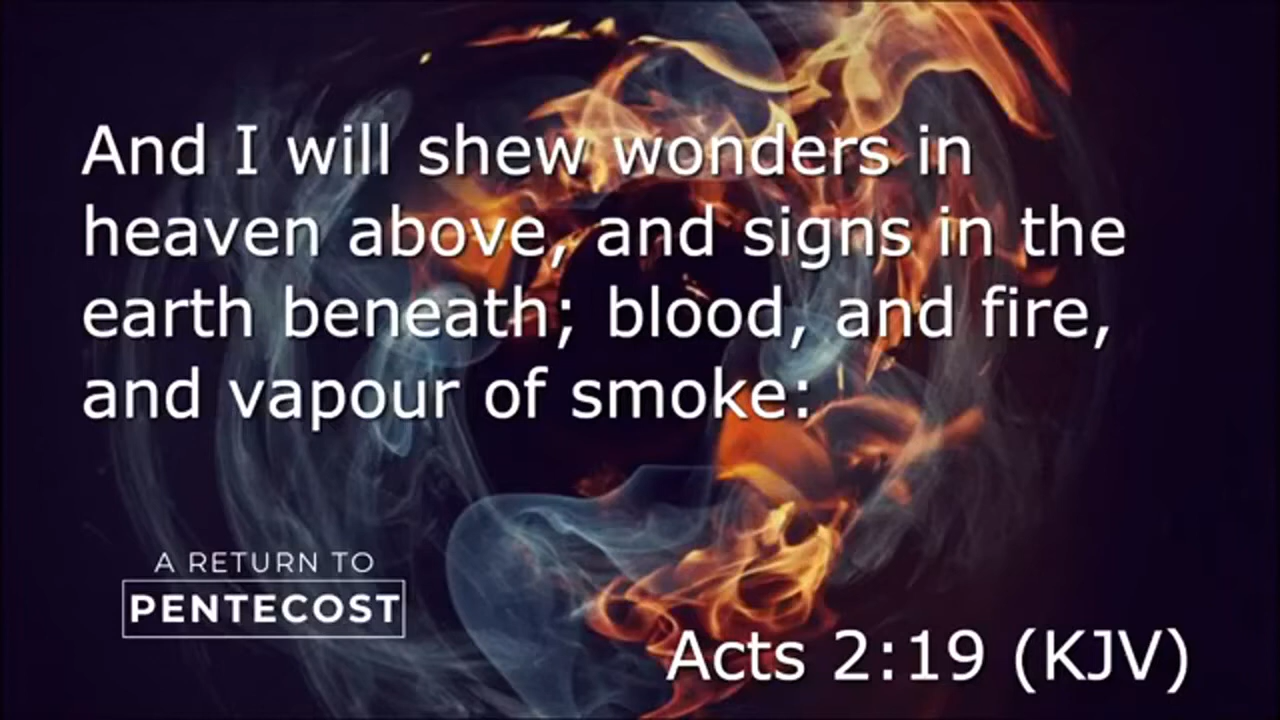 And I will shew wonders in
heaven above, and signs in the
earth beneath; blood, and fire,
and vapour of smoke:
A RETURN TO
PENTECOST
Acts 2:19 (KJV)